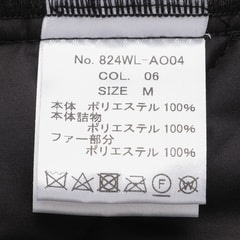 No. 824WL-AO04
COL. 06
SIZE M
本体 ポリエステル 100%
本体詰物
ポリエステル 100%
ファー部分
ポリエステル 100%